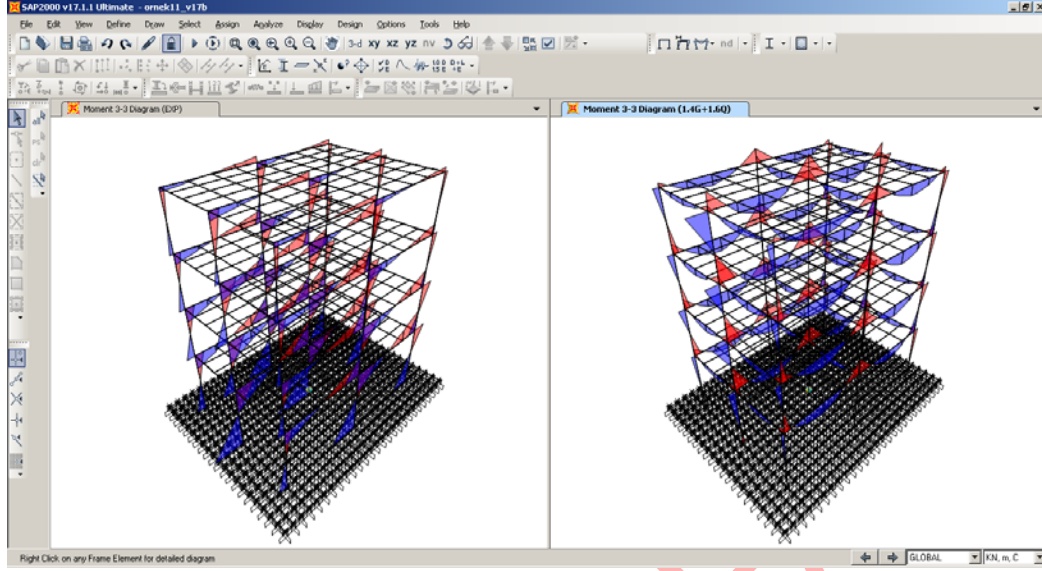 SAP2000 v17.1.1 Ultimate - ornek11_v17b
File Edit View Define Draw Select Assign Analyze Display Design Options Tools Help
3-d xy xz yz nv
nd
Moment 3-3 Diagram (EXP)
Moment 3-3 Diagram (1.4G+1.6Q)
Right Click on any Frame Element for detailed diagram
GLOBAL
KN, m, C